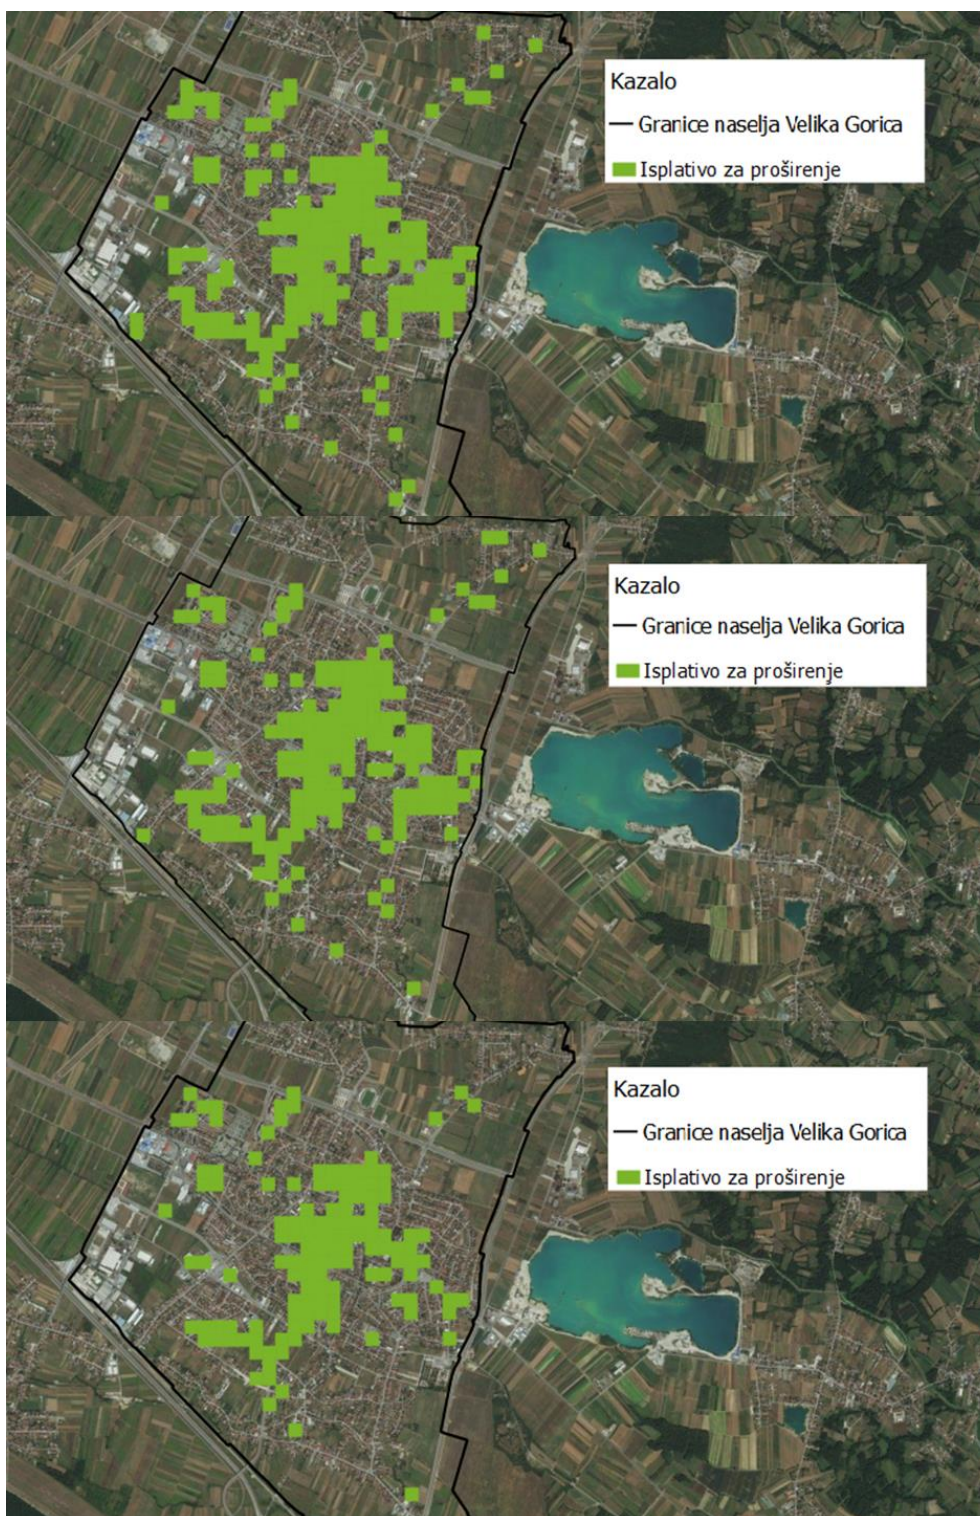 Kazalo
Granice naselja Velika Gorica
Isplativo za proširenje
Kazalo
Granice naselja Velika Gorica
Isplativo za proširenje
Kazalo
Granice naselja Velika Gorica
Isplativo za proširenje